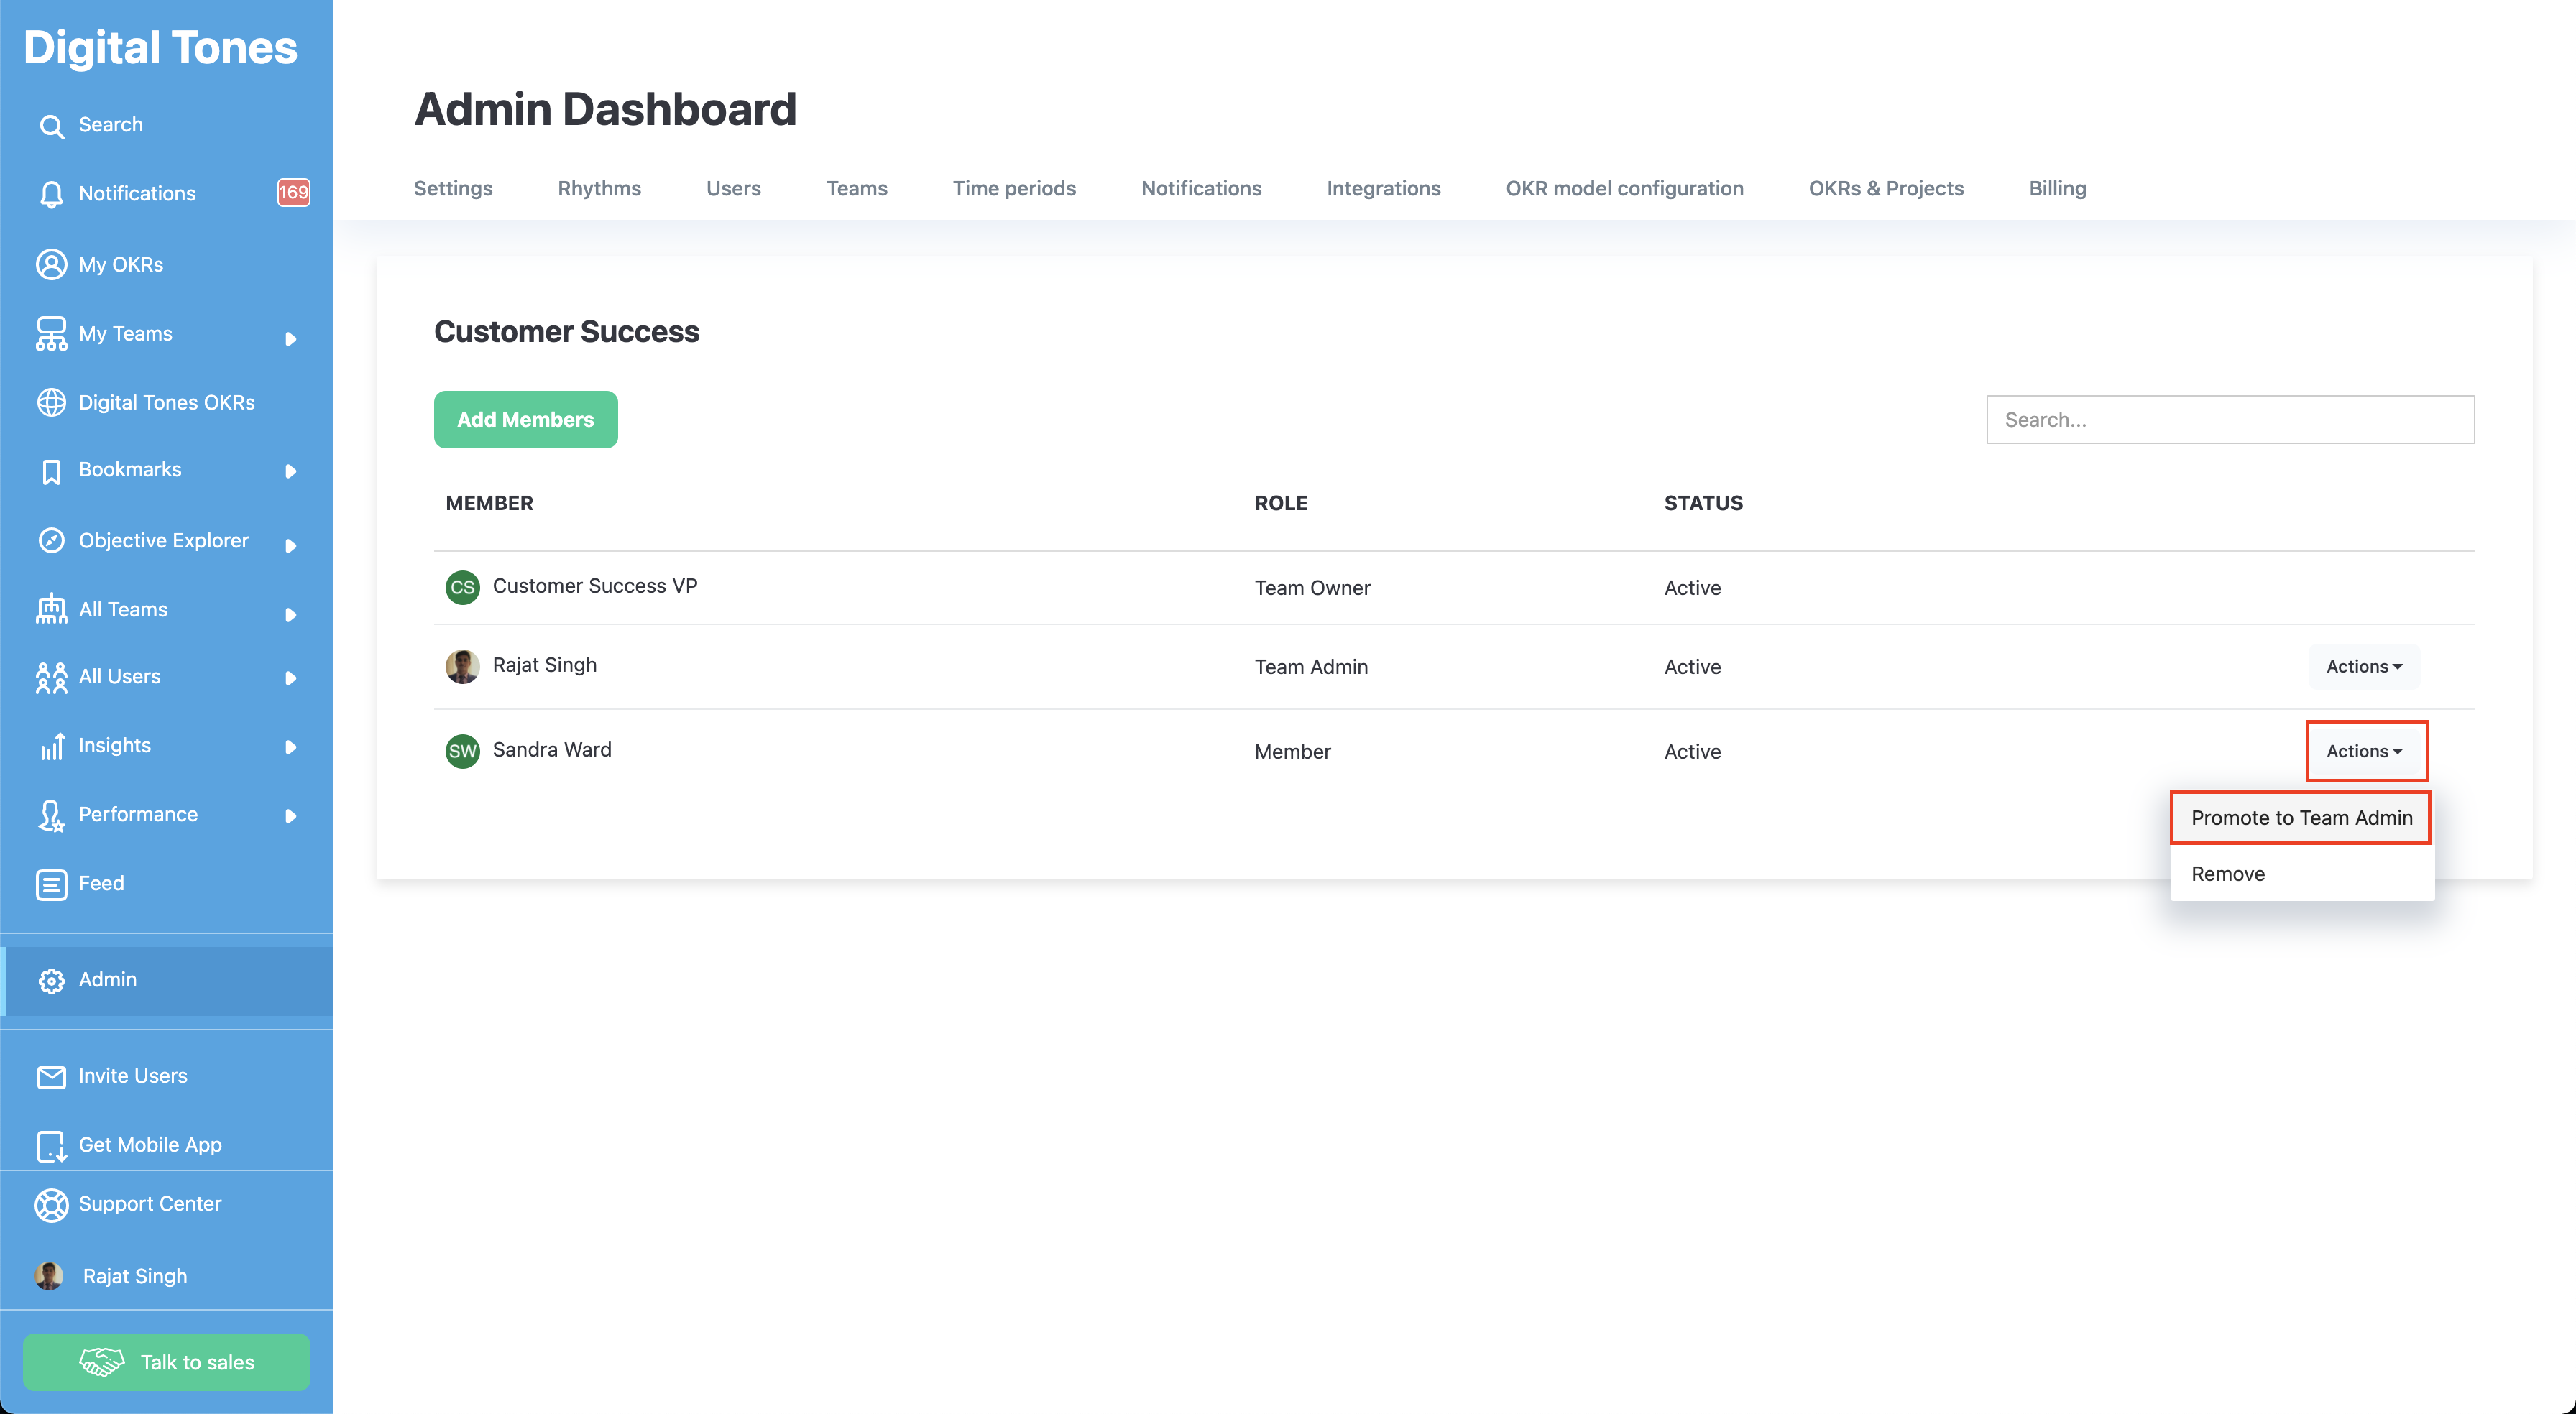 Digital Tones
Search
Notifications 169
My OKRs
My Teams
Digital Tones OKRs
Bookmarks
Objective Explorer
All Teams
All Users
Insights
Performance
Feed
Admin
Invite Users
Get Mobile App
Support Center
Rajat Singh
Talk to sales
Admin Dashboard
Settings Rhythms Users Teams Time periods Notifications Integrations OKR model configuration OKRs & Projects Billing
Customer Success
Add Members Search...
MEMBER ROLE STATUS
CS Customer Success VP Team Owner Active
Rajat Singh Team Admin Active Actions
SW Sandra Ward Member Active Actions
Promote to Team Admin
Remove